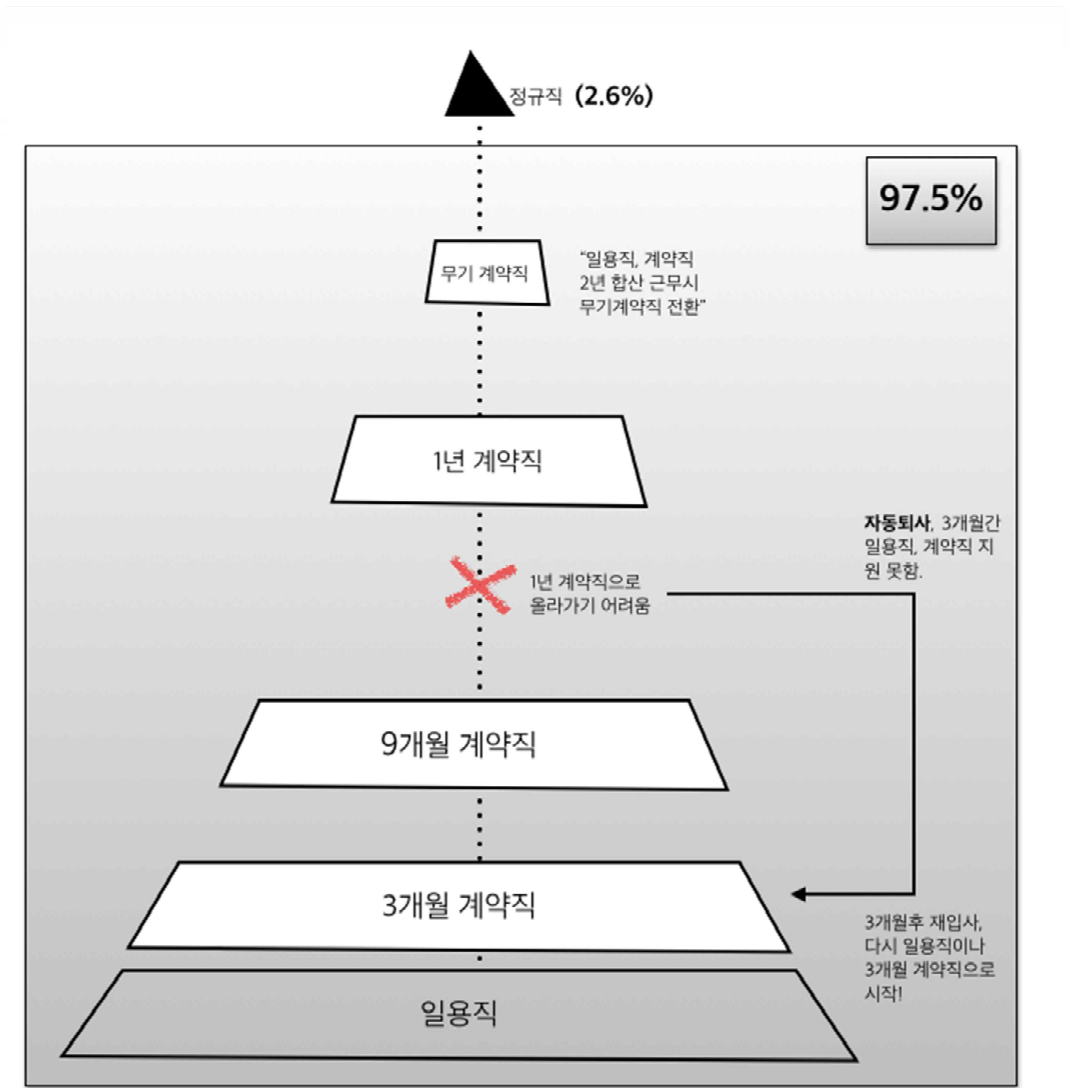 정규직 (2.6%)
97.5%
무기 계약직
“일용직, 계약직
2년 합산 근무시
무기계약직 전환”
1년 계약직
자동퇴사, 3개월간
일용직, 계약직 지
원 못함.
1년 계약직으로
올라가기 어려움
9개월 계약직
3개월 계약직
3개월후 재입사,
다시 일용직이나
3개월 계약직으로
시작!
일용직